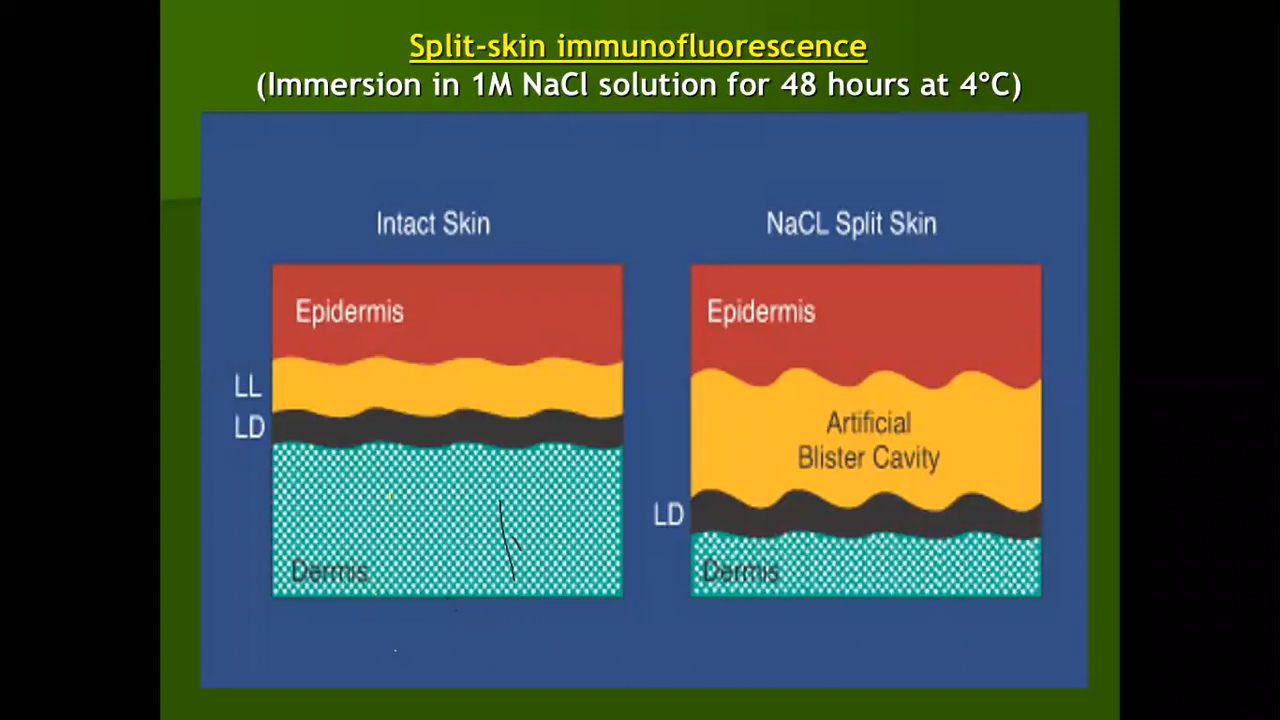 Split-skin immunofluorescence
(Immersion in 1M NaCl solution for 48 hours at 4°C)
Intact Skin
Epidermis
LL
LD
Dermis
NaCL Split Skin
Epidermis
Artificial
Blister Cavity
LD
Dermis